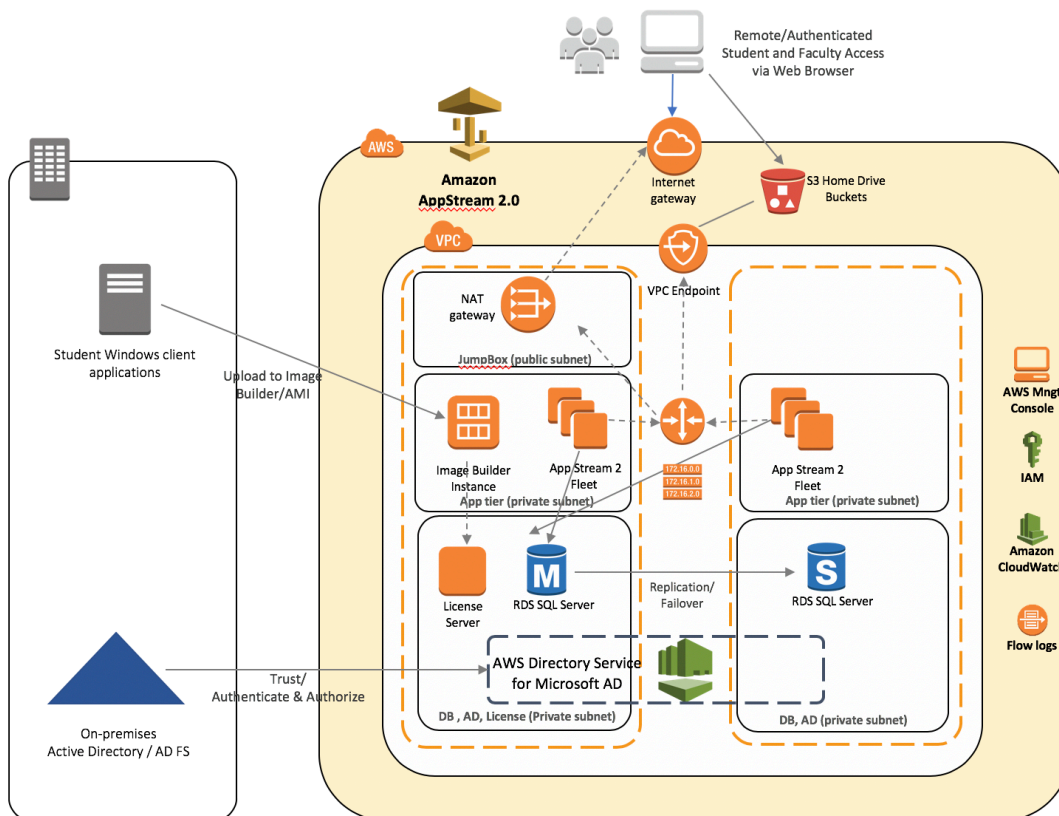 Remote/Authenticated
Student and Faculty Access
via Web Browser
AWS
Amazon
AppStream 2.0
Internet
gateway
S3 Home Drive
Buckets
VPC
NAT
gateway
VPC Endpoint
JumpBox (public subnet)
Student Windows client
applications
Upload to Image
Builder/AMI
Image Builder
Instance
App Stream 2
Fleet
App tier (private subnet)
172.16.0.0
172.16.1.0
172.16.2.0
App Stream 2
Fleet
App tier (private subnet)
AWS Mngt
Console
IAM
Amazon
CloudWatch
Flow logs
License
Server
M
RDS SQL Server
Replication/
Failover
S
RDS SQL Server
AWS Directory Service
for Microsoft AD
Trust/
Authenticate & Authorize
DB , AD, License (Private subnet)
DB, AD (private subnet)
On-premises
Active Directory / AD FS